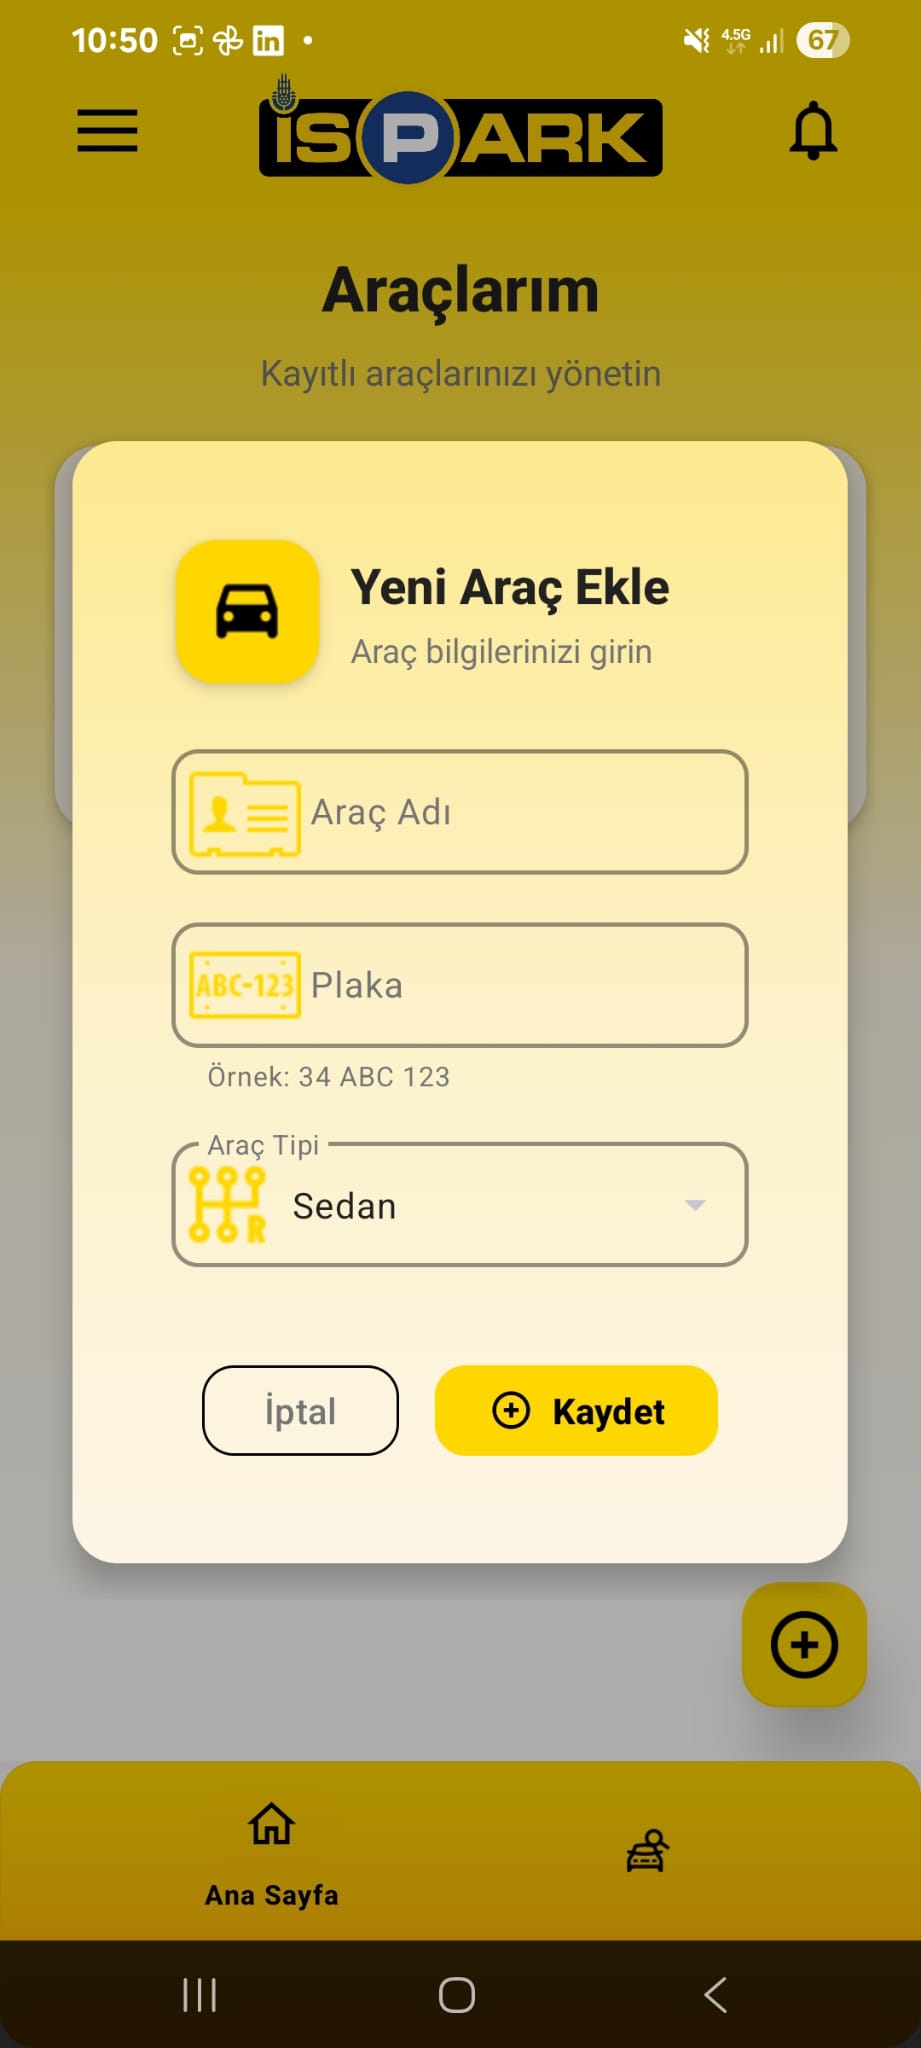 10:50
4.5G
67
iSPARK
Araçlarım
Kayıtlı araçlarınızı yönetin
Yeni Araç Ekle
Araç bilgilerinizi girin
Araç Adı
ABC-123 Plaka
Örnek: 34 ABC 123
Araç Tipi
R Sedan
İptal
Kaydet
Ana Sayfa